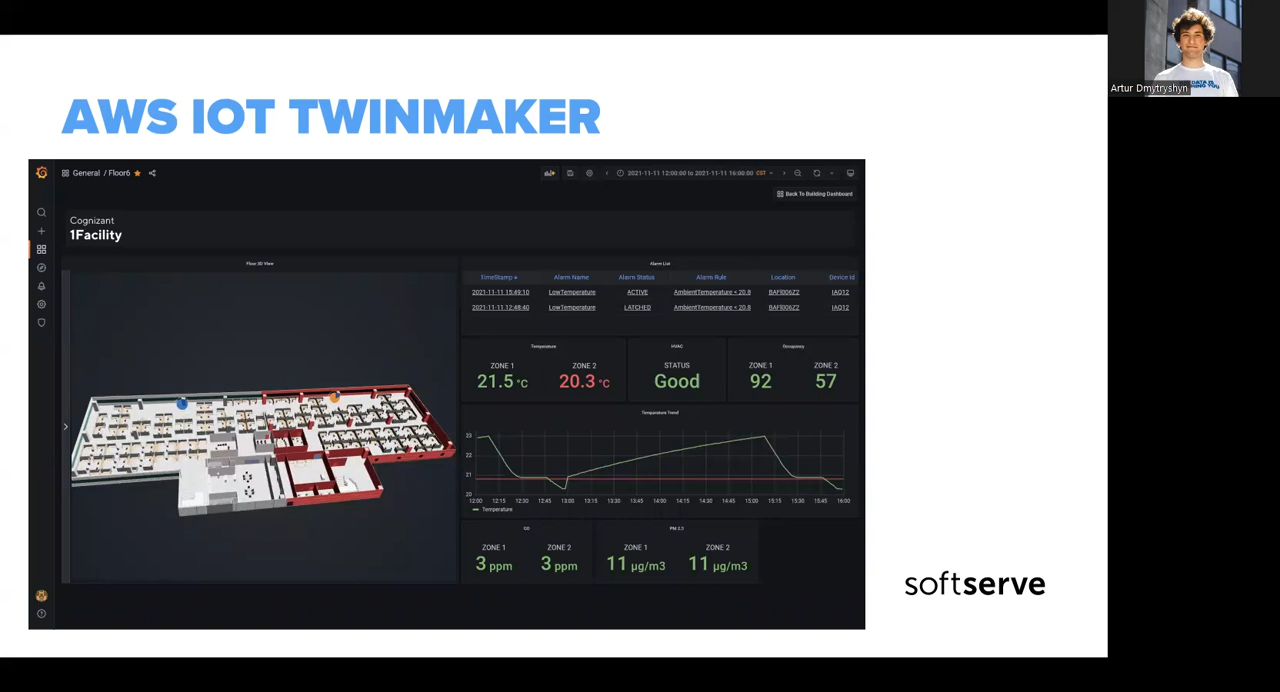 AWS IOT TWINMAKER
General / Floor6
2021-11-11 12:00:00 to 2021-11-11 16:00:00 CST
Back To Building Dashboard
Cognizant
1Facility
Floor 3D View
Alarm List
TimeStamp Alarm Name Alarm Status Alarm Rule Location Device Id
2021-11-11 15:49:10 LowTemperature ACTIVE AmbientTemperature < 20.8 BAFl006Z2 IAQ12
2021-11-11 12:48:40 LowTemperature LATCHED AmbientTemperature < 20.8 BAFl006Z2 IAQ12
Temperature
ZONE 1 ZONE 2
21.5 °C 20.3 °C
HVAC
STATUS
Good
Occupancy
ZONE 1 ZONE 2
92 57
Temperature Trend
23
22
21
20
12:00 12:15 12:30 12:45 13:00 13:15 13:30 13:45 14:00 14:15 14:30 14:45 15:00 15:15 15:30 15:45 16:00
Temperature
ZONE 1 ZONE 2
3 ppm 3 ppm
PM 2.5
ZONE 1 ZONE 2
11 µg/m3 11 µg/m3
softserve
Artur Dmytryshyn